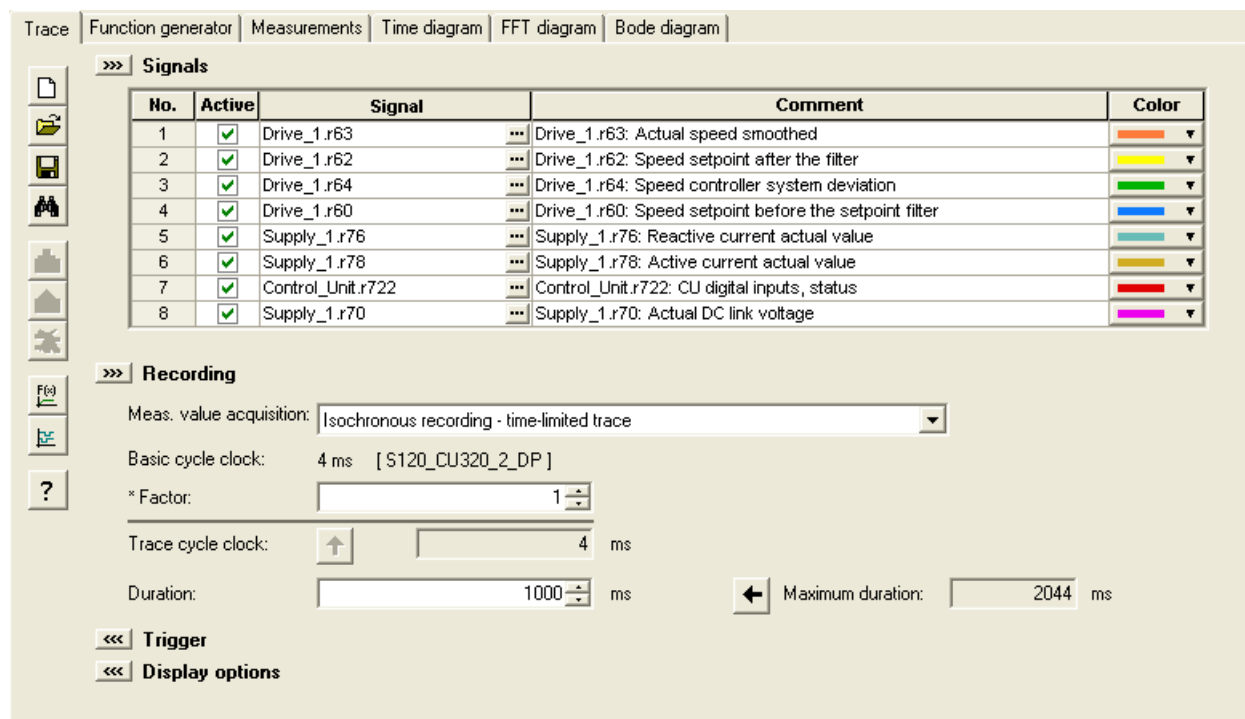 Trace Function generator Measurements Time diagram FFT diagram Bode diagram
>>> Signals
No. Active Signal Comment Color
1 Drive_1.r63 ... Drive_1.r63: Actual speed smoothed
2 Drive_1.r62 ... Drive_1.r62: Speed setpoint after the filter
3 Drive_1.r64 ... Drive_1.r64: Speed controller system deviation
4 Drive_1.r60 ... Drive_1.r60: Speed setpoint before the setpoint filter
5 Supply_1.r76 ... Supply_1.r76: Reactive current actual value
6 Supply_1.r78 ... Supply_1.r78: Active current actual value
7 Control_Unit.r722 ... Control_Unit.r722: CU digital inputs, status
8 Supply_1.r70 ... Supply_1.r70: Actual DC link voltage
>>> Recording
F(x)
Meas. value acquisition: Isochronous recording - time-limited trace
Basic cycle clock: 4 ms [ S120_CU320_2_DP ]
?
* Factor: 1
Trace cycle clock: 4 ms
Duration: 1000 ms Maximum duration: 2044 ms
<<< Trigger
<<< Display options